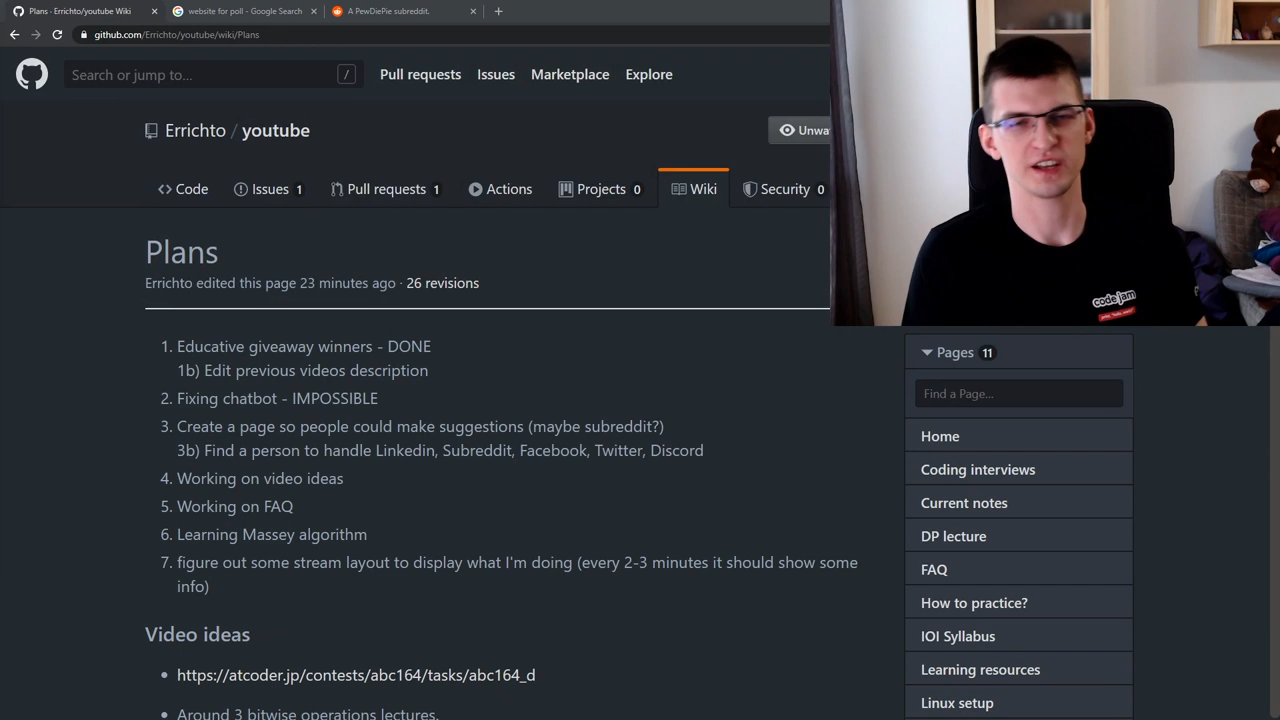 Plans · Errichto/youtube Wiki
website for poll - Google Search
A PewDiePie subreddit.
github.com/Errichto/youtube/wiki/Plans
Search or jump to...
/
Pull requests
Issues
Marketplace
Explore
Errichto / youtube
Unwa
Code
Issues 1
Pull requests 1
Actions
Projects 0
Wiki
Security 0
Plans
Errichto edited this page 23 minutes ago · 26 revisions
1. Educative giveaway winners - DONE
1b) Edit previous videos description
2. Fixing chatbot - IMPOSSIBLE
3. Create a page so people could make suggestions (maybe subreddit?)
3b) Find a person to handle Linkedin, Subreddit, Facebook, Twitter, Discord
4. Working on video ideas
5. Working on FAQ
6. Learning Massey algorithm
7. figure out some stream layout to display what I'm doing (every 2-3 minutes it should show some
info)
Video ideas
https://atcoder.jp/contests/abc164/tasks/abc164_d
Around 3 bitwise operations lectures.
Pages 11
Find a Page...
Home
Coding interviews
Current notes
DP lecture
FAQ
How to practice?
IOI Syllabus
Learning resources
Linux setup
code jam